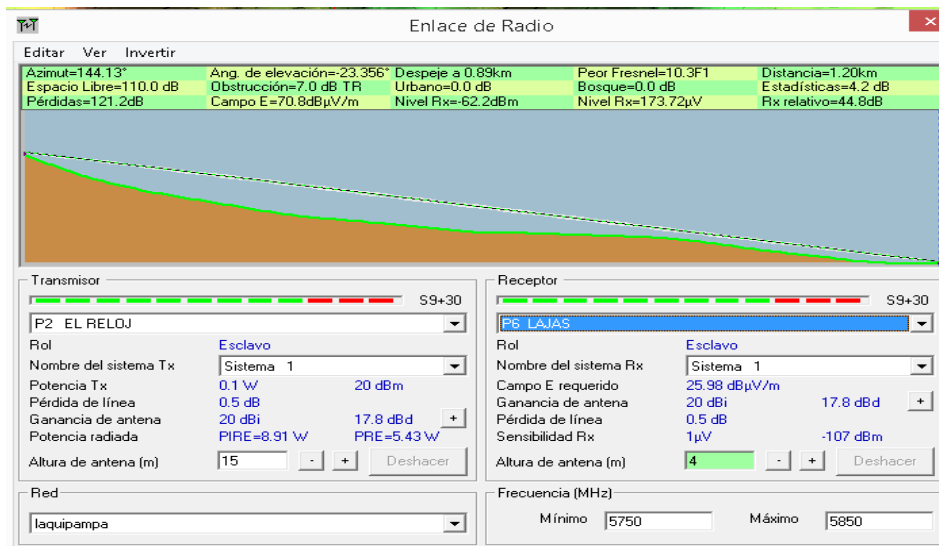 Enlace de Radio
Editar Ver Invertir
Azimut=144.13° Ang. de elevación=-23.356° Despeje a 0.89km Peor Fresnel=10.3F1 Distancia=1.20km
Espacio Libre=110.0 dB Obstrucción=7.0 dB TR Urbano=0.0 dB Bosque=0.0 dB Estadísticas=4.2 dB
Pérdidas=121.2dB Campo E=70.8dBµV/m Nivel Rx=-62.2dBm Nivel Rx=173.72µV Rx relativo=44.8dB
Transmisor
S9+30
P2 EL RELOJ
Rol Esclavo
Nombre del sistema Tx Sistema 1
Potencia Tx 0.1 W 20 dBm
Pérdida de línea 0.5 dB
Ganancia de antena 20 dBi 17.8 dBd +
Potencia radiada PIRE=8.91 W PRE=5.43 W
Altura de antena (m) 15 - + Deshacer
Red
laquipampa
Receptor
S9+30
P6 LAJAS
Rol Esclavo
Nombre del sistema Rx Sistema 1
Campo E requerido 25.98 dBµV/m
Ganancia de antena 20 dBi 17.8 dBd +
Pérdida de línea 0.5 dB
Sensibilidad Rx 1µV -107 dBm
Altura de antena (m) 4 - + Deshacer
Frecuencia (MHz)
Mínimo 5750 Máximo 5850